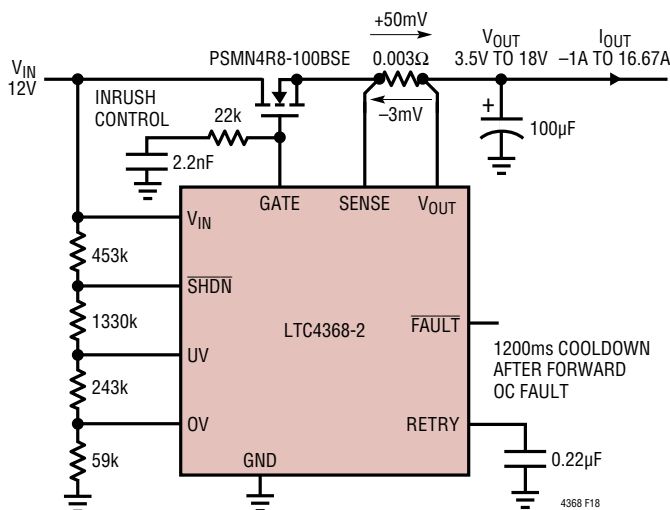 +50mV
PSMN4R8-100BSE
0.003Ω
VOUT
3.5V TO 18V
IOUT
–1A TO 16.67A
VIN
12V
INRUSH
CONTROL
22k
–3mV
+
100µF
2.2nF
GATE
SENSE
VOUT
VIN
453k
SHDN
1330k
LTC4368-2
FAULT
UV
1200ms COOLDOWN
AFTER FORWARD
OC FAULT
243k
OV
RETRY
59k
GND
0.22µF
4368 F18